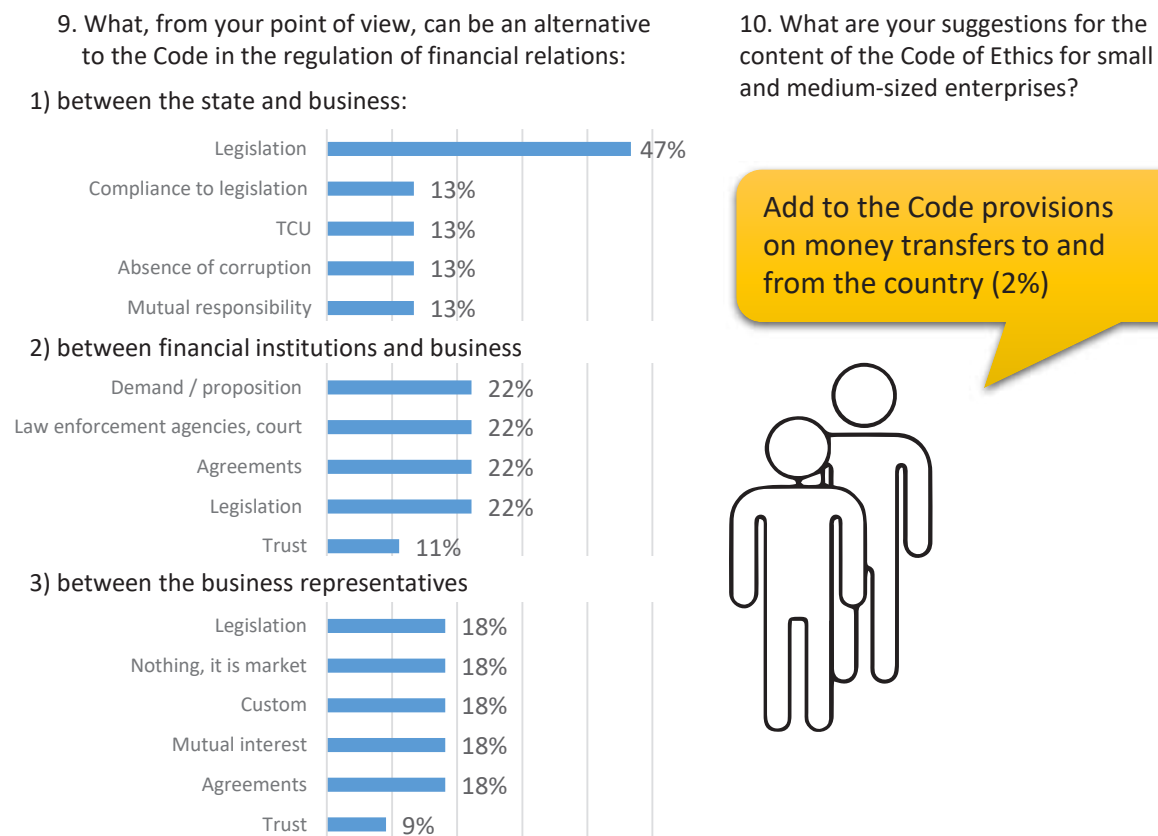 9. What, from your point of view, can be an alternative
to the Code in the regulation of financial relations:
1) between the state and business:
Legislation 47%
Compliance to legislation 13%
TCU 13%
Absence of corruption 13%
Mutual responsibility 13%
2) between financial institutions and business
Demand / proposition 22%
Law enforcement agencies, court 22%
Agreements 22%
Legislation 22%
Trust 11%
3) between the business representatives
Legislation 18%
Nothing, it is market 18%
Custom 18%
Mutual interest 18%
Agreements 18%
Trust 9%
10. What are your suggestions for the
content of the Code of Ethics for small
and medium-sized enterprises?
Add to the Code provisions
on money transfers to and
from the country (2%)